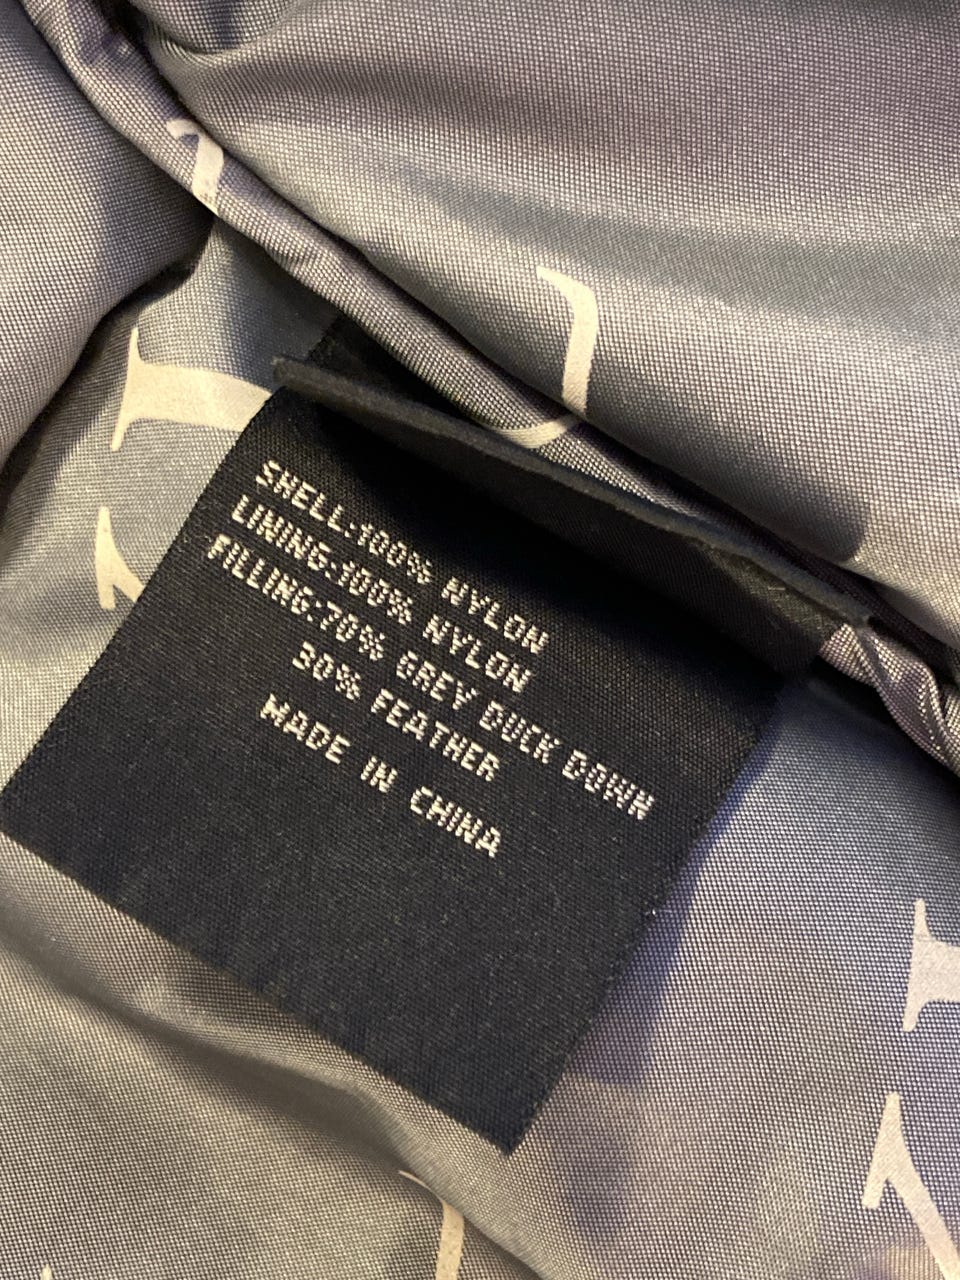 SHELL:100% NYLON
LINING:100% NYLON
FILLING:70% GREY DUCK DOWN
30% FEATHER
MADE IN CHINA